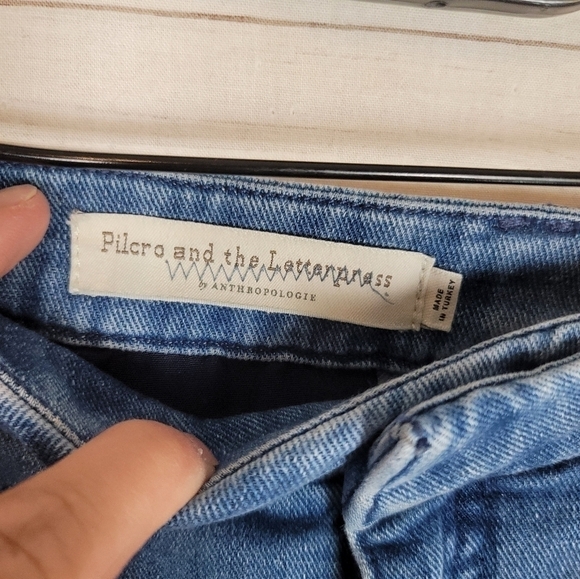 Pilcro and the Letterpress
by ANTHROPOLOGIE
MADE
IN TURKEY